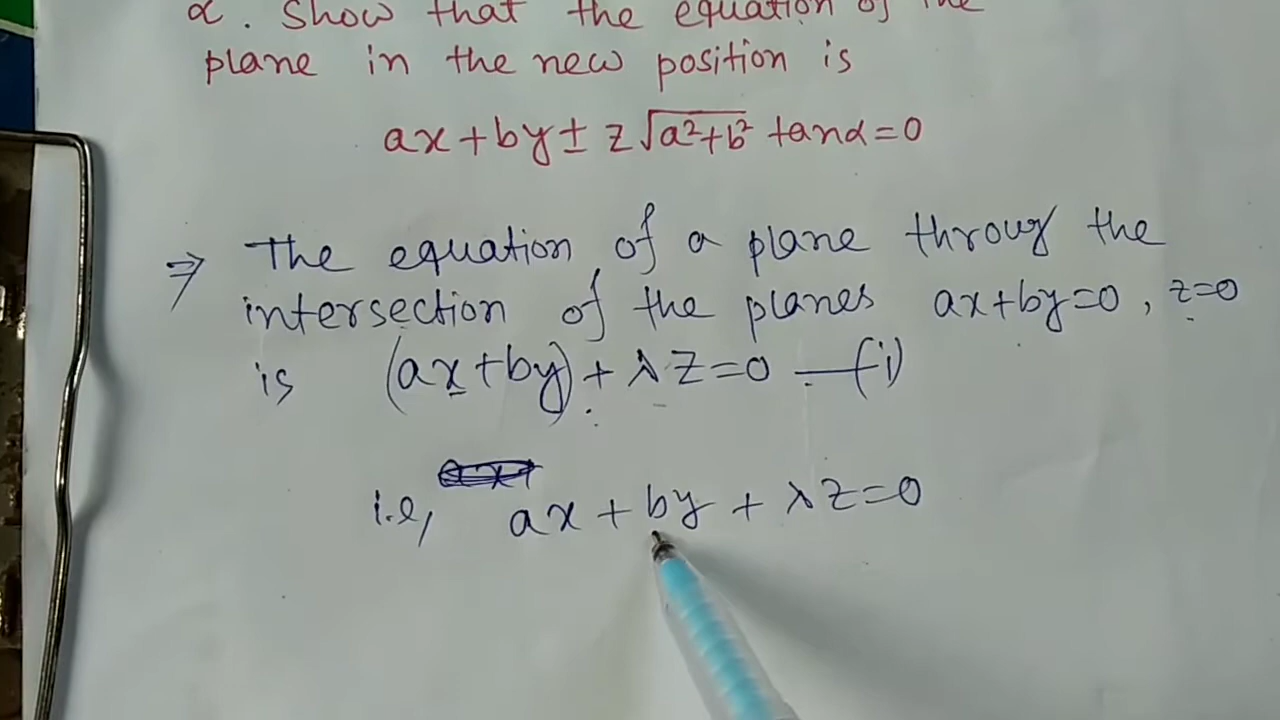 α. Show that the equation of the
plane in the new position is
ax+by± z√a²+b² tanα=0
⇒ The equation of a plane throug the
intersection of the planes ax+by=0, z=0
is (ax+by)+λz=0 —(i)
i.e, ax+by+λz=0